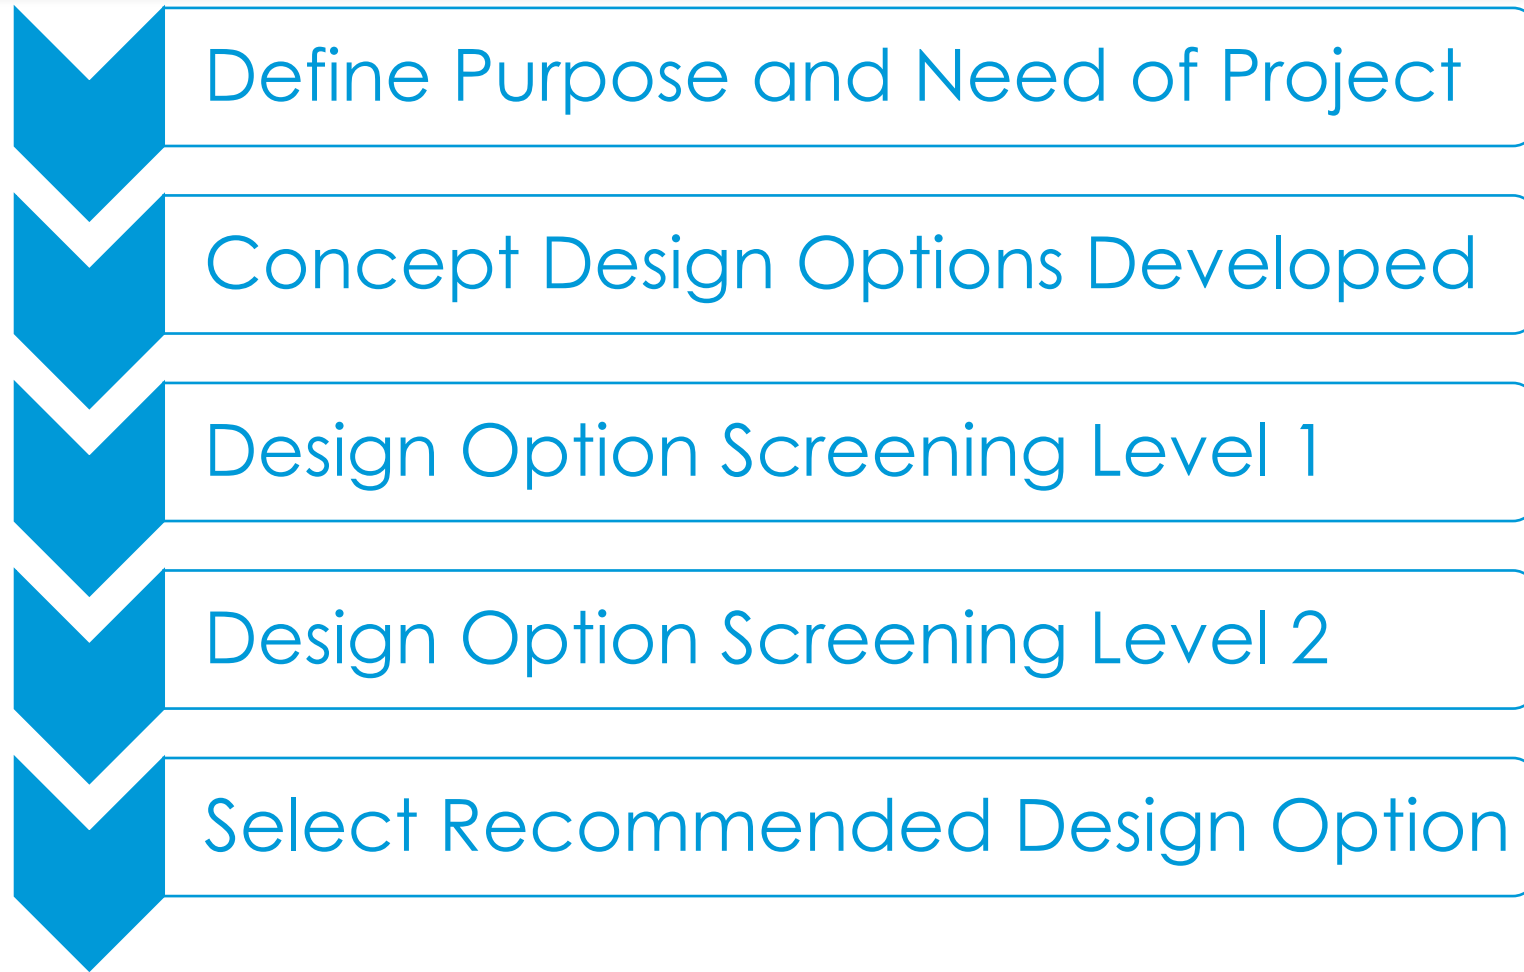 Define Purpose and Need of Project
Concept Design Options Developed
Design Option Screening Level 1
Design Option Screening Level 2
Select Recommended Design Option